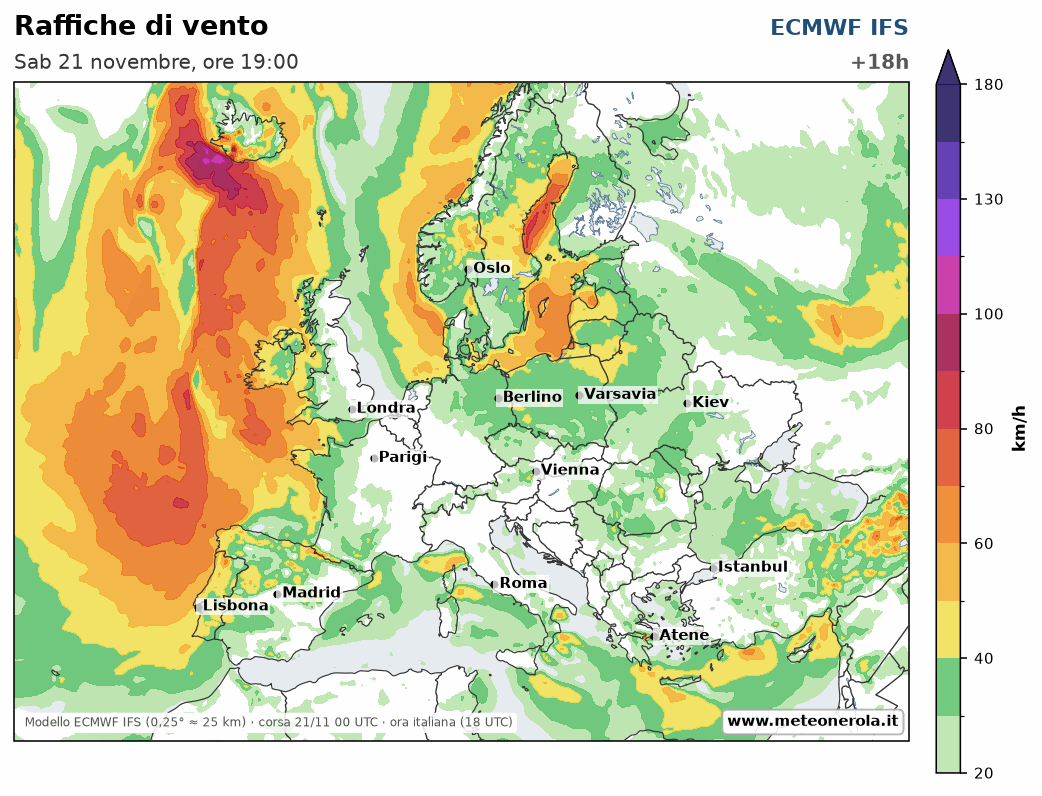 Raffiche di vento
ECMWF IFS
Sab 21 novembre, ore 19:00
+18h
180
130
100
80
60
40
20
km/h
Oslo
Berlino
Varsavia
Kiev
Londra
Parigi
Vienna
Istanbul
Roma
Madrid
Lisbona
Atene
Modello ECMWF IFS (0,25° ≈ 25 km) · corsa 21/11 00 UTC · ora italiana (18 UTC)
www.meteonerola.it